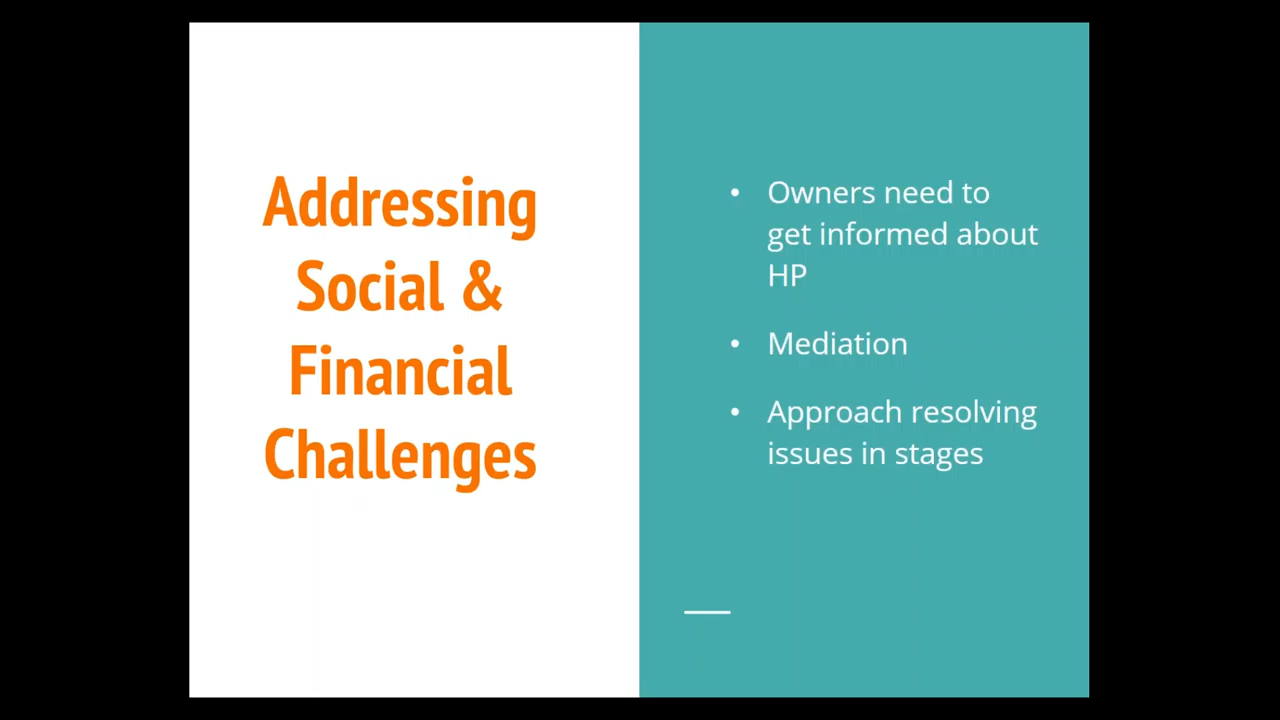 Addressing
Social &
Financial
Challenges
• Owners need to
get informed about
HP
• Mediation
• Approach resolving
issues in stages